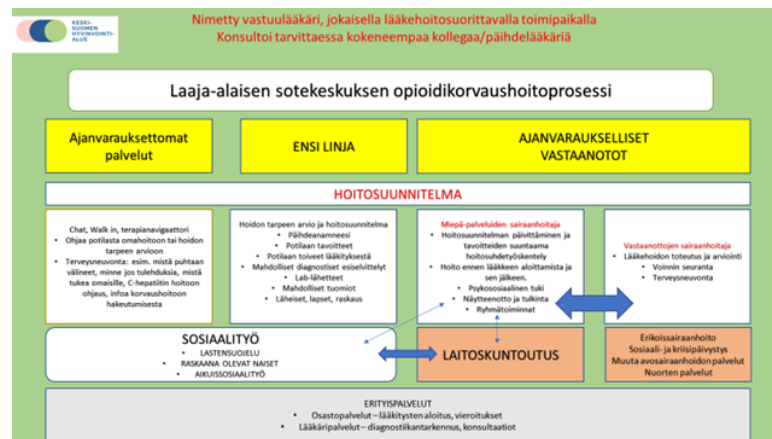 KESKI-
SUOMEN
HYVINVOINTI-
ALUE
Nimetty vastuulääkäri, jokaisella lääkehoitosuorittavalla toimipaikalla
Konsultoi tarvittaessa kokeneempaa kollegaa/päihdelääkäriä
Laaja-alaisen sotekeskuksen opioidikorvaushoitoprosessi
Ajanvarauksettomat
palvelut
ENSI LINJA
AJANVARAUKSELLISET
VASTAANOTOT
HOITOSUUNNITELMA
Chat, Walk in, terapianavigaattori
• Ohjaa potilasta omahoitoon tai hoidon
tarpeen arvioon
• Terveysneuvonta: esim. mistä puhtaan
välineet, minne jos tulehduksia, mistä
tukea omaisille, C-hepatiitin hoitoon
ohjaus, infoa korvaushoitoon
hakeutumisesta
Hoidon tarpeen arvio ja hoitosuunnitelma
• Päihdeanamneesi
• Potilaan tavoitteet
• Potilaan toiveet lääkityksestä
• Mahdolliset diagnostiset esiselvittelyt
• Lab-lähetteet
• Mahdolliset tuomiot
• Läheiset, lapset, raskaus
Miepä-palveluiden sairaanhoitaja
• Hoitosuunnitelman päivittäminen ja
tavoitteiden suuntaama
hoitosuhdetyöskentely
• Hoito ennen lääkkeen aloittamista ja
sen jälkeen.
• Psykososiaalinen tuki
• Näytteenotto ja tulkinta
• Ryhmätoiminnat
Vastaanottojen sairaanhoitaja
• Lääkehoidon toteutus ja arviointi
• Voinnin seuranta
• Terveysneuvonta
SOSIAALITYÖ
• LASTENSUOJELU
• RASKAANA OLEVAT NAISET
• AIKUISSOSIAALITYÖ
LAITOSKUNTOUTUS
Erikoissairaanhoito
Sosiaali- ja kriisipäivystys
Muuta avosairaanhoidon palvelut
Nuorten palvelut
ERITYISPALVELUT
• Osastopalvelut – lääkitysten aloitus, vieroitukset
• Lääkäripalvelut – diagnostiikantarkennus, konsultaatiot